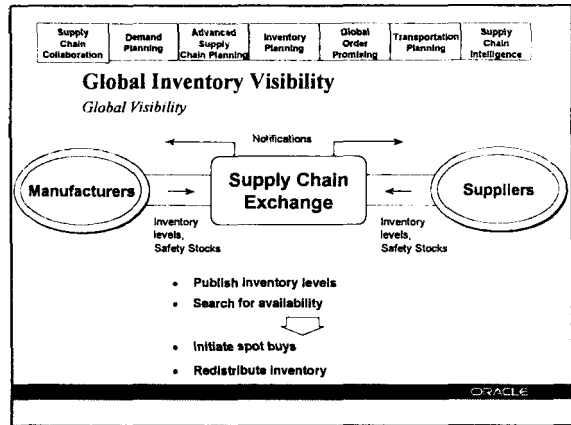 Supply Chain Collaboration
Demand Planning
Advanced Supply Chain Planning
Inventory Planning
Global Order Promising
Transportation Planning
Supply Chain Intelligence
Global Inventory Visibility
Global Visibility
Notifications
Manufacturers
Supply Chain
Exchange
Suppliers
Inventory
levels,
Safety Stocks
Inventory
levels,
Safety Stocks
• Publish Inventory levels
• Search for availability
• Initiate spot buys
• Redistribute inventory
ORACLE